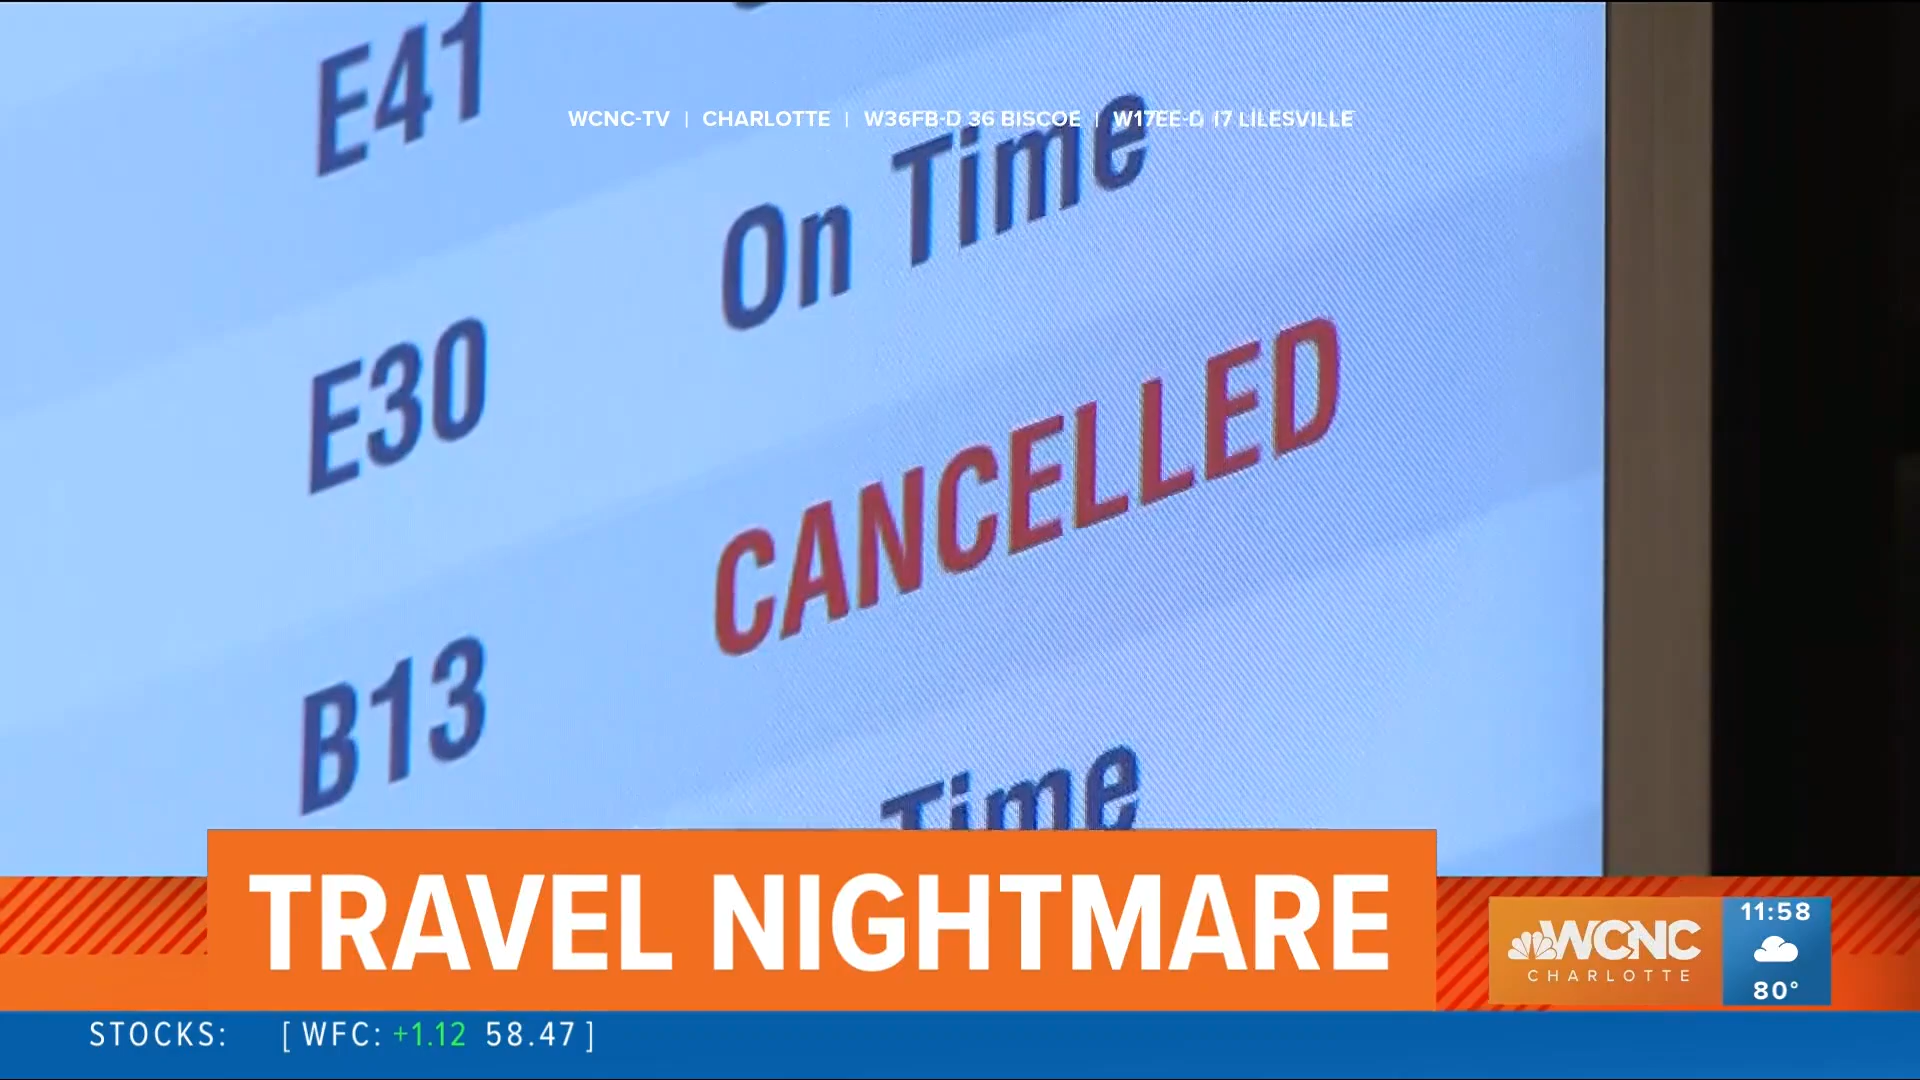 E41
WCNC-TV | CHARLOTTE | W36FB-D 36 BISCOE | W17EE-D 17 LILESVILLE
On Time
E30
CANCELLED
B13
Time
TRAVEL NIGHTMARE
WCNC
CHARLOTTE
11:58
80°
STOCKS: [ WFC: +1.12 58.47 ]